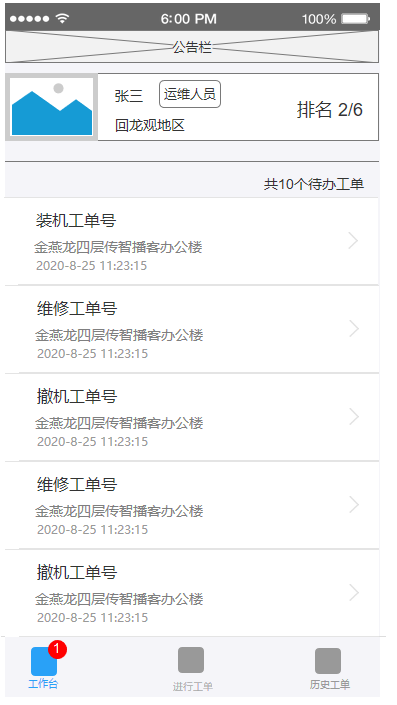 6:00 PM 100%
公告栏
张三 运维人员
排名 2/6
回龙观地区
共10个待办工单
装机工单号
金燕龙四层传智播客办公楼
2020-8-25 11:23:15
维修工单号
金燕龙四层传智播客办公楼
2020-8-25 11:23:15
撤机工单号
金燕龙四层传智播客办公楼
2020-8-25 11:23:15
维修工单号
金燕龙四层传智播客办公楼
2020-8-25 11:23:15
撤机工单号
金燕龙四层传智播客办公楼
2020-8-25 11:23:15
1
工作台 进行工单 历史工单